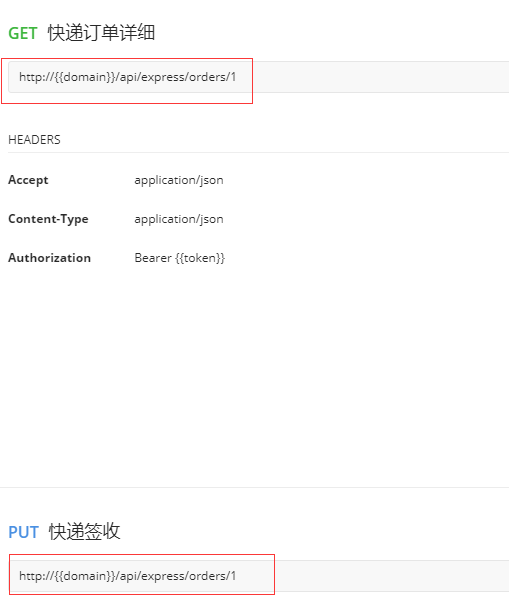 GET 快递订单详细
http://{{domain}}/api/express/orders/1
HEADERS
Accept application/json
Content-Type application/json
Authorization Bearer {{token}}
PUT 快递签收
http://{{domain}}/api/express/orders/1